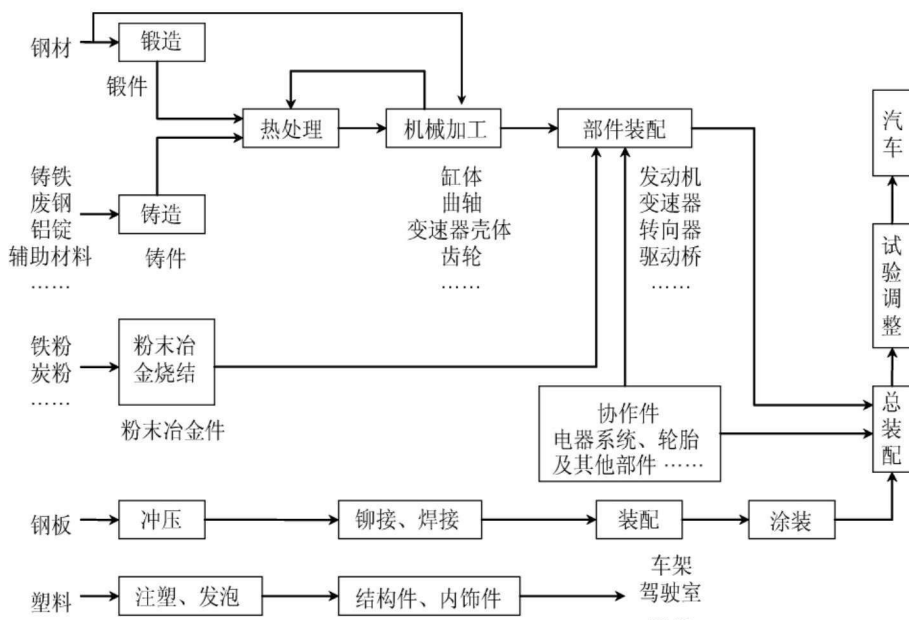 钢材
锻造
锻件
热处理
机械加工
部件装配
汽车
铸铁
废钢
铝锭
辅助材料
……
铸造
铸件
缸体
曲轴
变速器壳体
齿轮
……
发动机
变速器
转向器
驱动桥
……
试验调整
铁粉
炭粉
……
粉末冶
金烧结
粉末冶金件
协作件
电器系统、轮胎
及其他部件 ……
总装配
钢板
冲压
铆接、焊接
装配
涂装
车架
驾驶室
塑料
注塑、发泡
结构件、内饰件